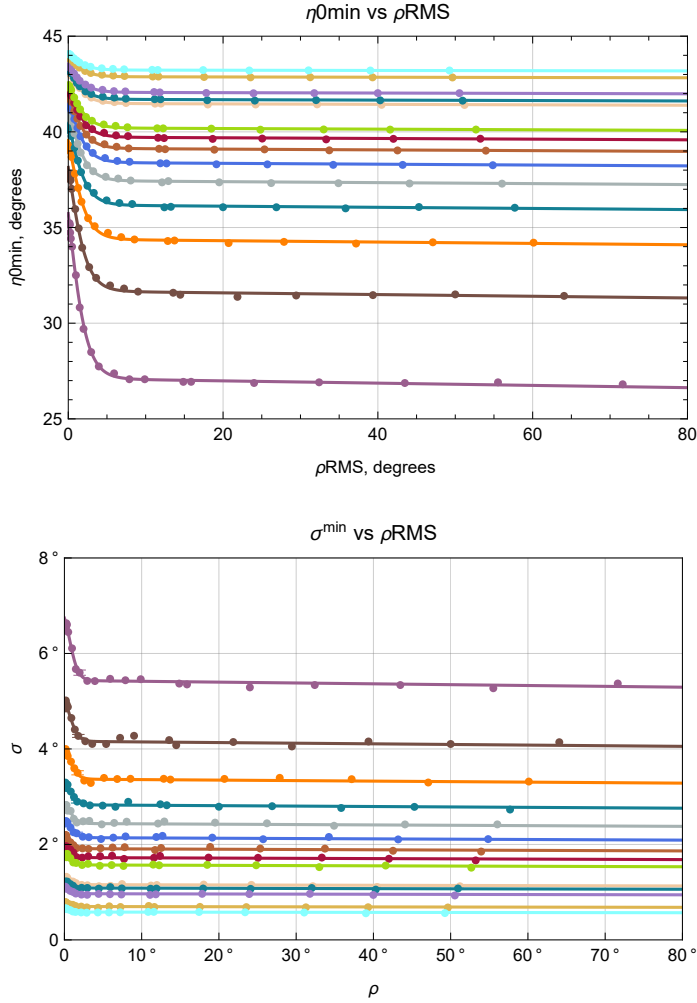 η0min vs ρRMS
45
40
35
30
25
η0min, degrees
0 20 40 60 80
ρRMS, degrees
σmin vs ρRMS
8°
6°
4°
2°
0
σ
0 10° 20° 30° 40° 50° 60° 70° 80°
ρ